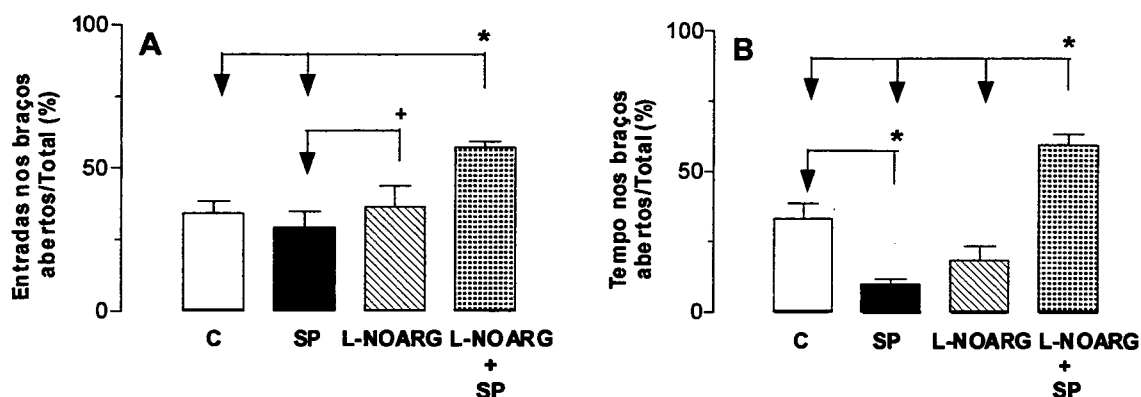 A
Entradas nos braços
abertos/Total (%)
100
50
0
*
+
C
SP
L-NOARG
L-NOARG
+
SP
B
Tempo nos braços
abertos/Total (%)
100
50
0
*
*
C
SP
L-NOARG
L-NOARG
+
SP